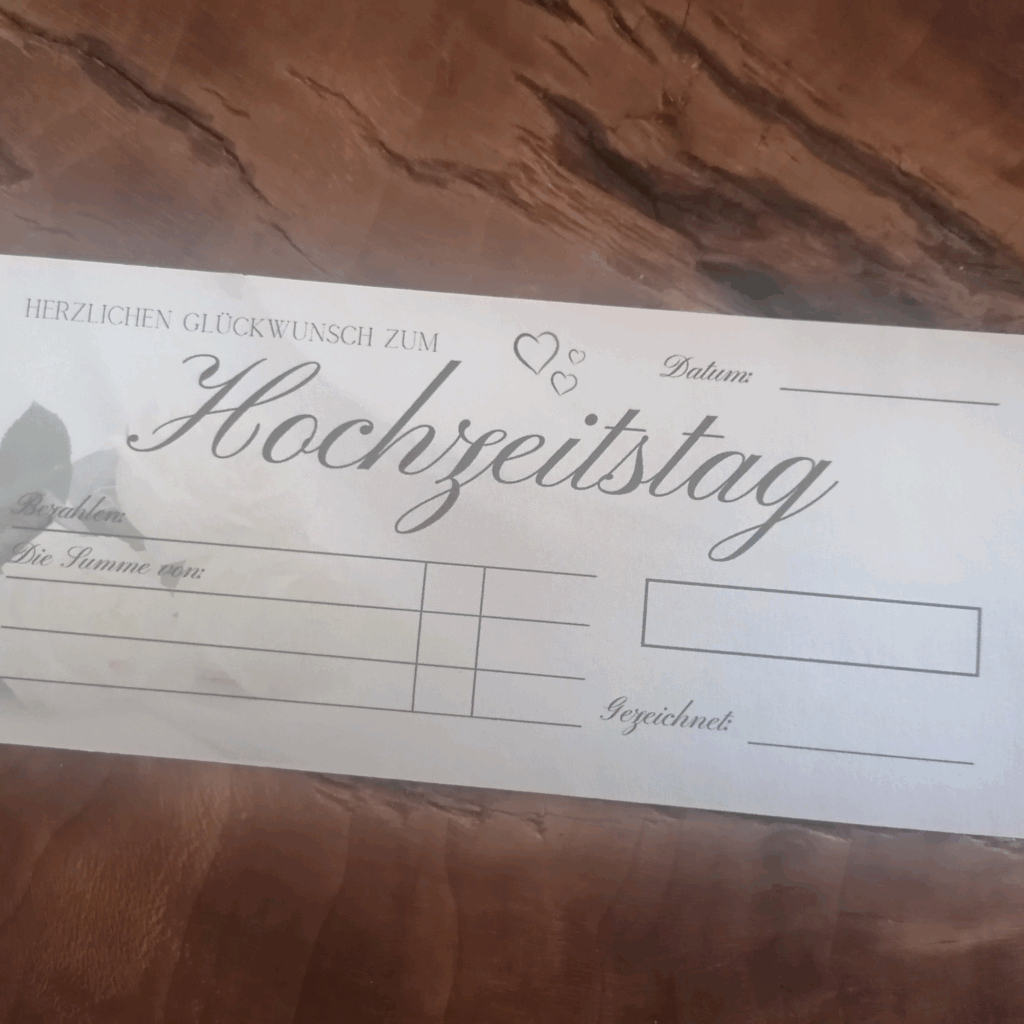 HERZLICHEN GLÜCKWUNSCH ZUM
Hochzeitstag
Datum:
Bezahlen:
Die Summe von:
Gezeichnet: